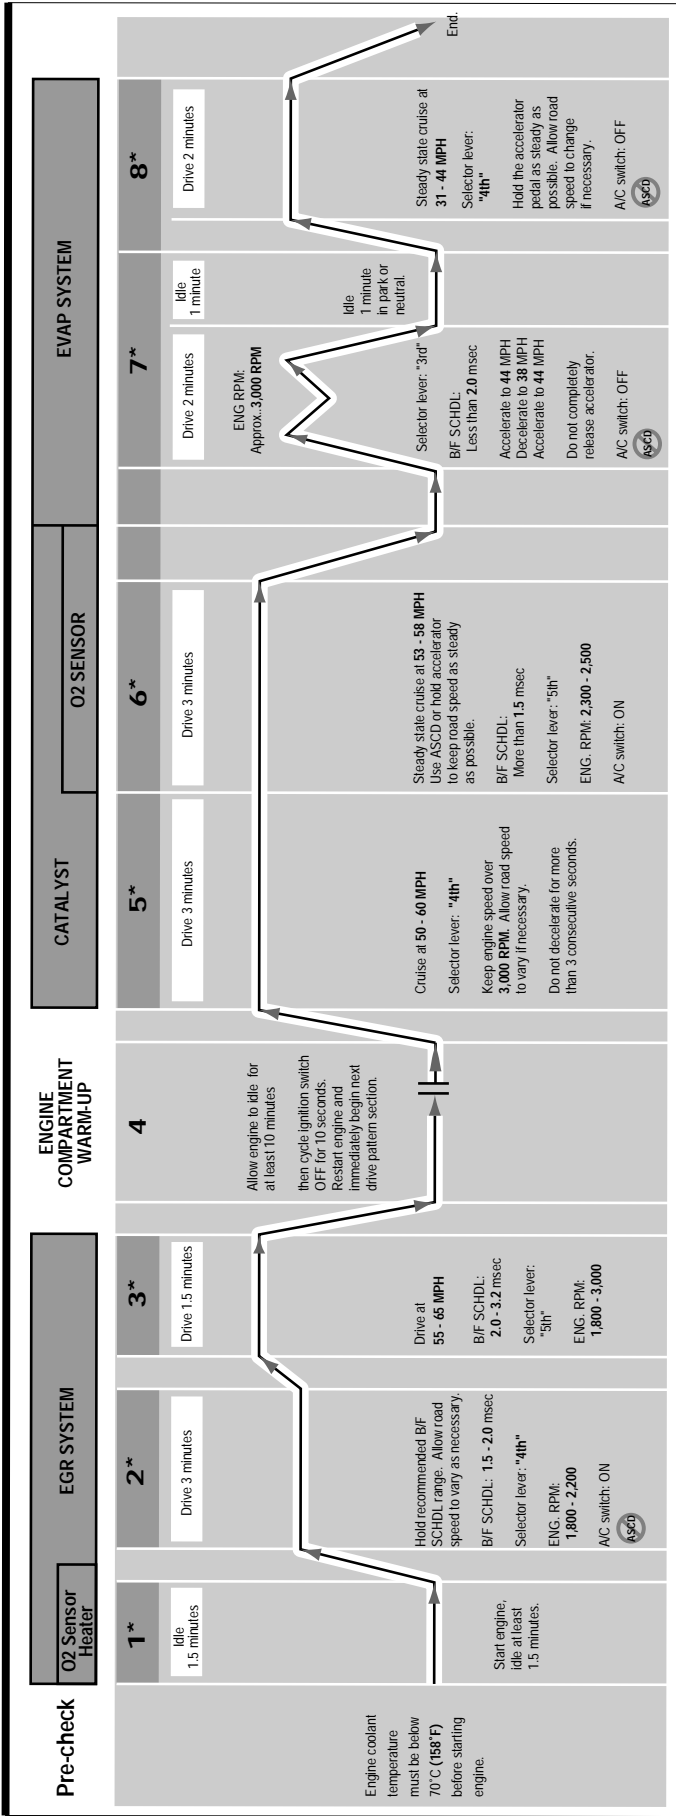 Pre-check
O2 Sensor
Heater
EGR SYSTEM
ENGINE
COMPARTMENT
WARM-UP
CATALYST
O2 SENSOR
EVAP SYSTEM
Engine coolant
temperature
must be below
70˚C (158˚F)
before starting
engine.
1*
Idle
1.5 minutes
Start engine,
idle at least
1.5 minutes.
2*
Drive 3 minutes
Hold recommended B/F
SCHDL range. Allow road
speed to vary as necessary.
B/F SCHDL: 1.5 - 2.0 msec
Selector lever: "4th"
ENG. RPM:
1,800 - 2,200
A/C switch: ON
ASCD
3*
Drive 1.5 minutes
Drive at
55 - 65 MPH
B/F SCHDL:
2.0 - 3.2 msec
Selector lever:
"5th"
ENG. RPM:
1,800 - 3,000
4
Allow engine to idle for
at least 10 minutes
then cycle ignition switch
OFF for 10 seconds.
Restart engine and
immediately begin next
drive pattern section.
5*
Drive 3 minutes
Cruise at 50 - 60 MPH
Selector lever: "4th"
Keep engine speed over
3,000 RPM. Allow road speed
to vary if necessary.
Do not decelerate for more
than 3 consecutive seconds.
6*
Drive 3 minutes
Steady state cruise at 53 - 58 MPH
Use ASCD or hold accelerator
to keep road speed as steady
as possible.
B/F SCHDL:
More than 1.5 msec
Selector lever: "5th"
ENG. RPM: 2,300 - 2,500
A/C switch: ON
7*
Drive 2 minutes
ENG RPM:
Approx.. 3,000 RPM
Selector lever: "3rd"
B/F SCHDL:
Less than 2.0 msec
Accelerate to 44 MPH
Decelerate to 38 MPH
Accelerate to 44 MPH
Do not completely
release accelerator.
A/C switch: OFF
ASCD
Idle
1 minute
Idle
1 minute
in park or
neutral.
8*
Drive 2 minutes
Steady state cruise at
31 - 44 MPH
Selector lever:
"4th"
Hold the accelerator
pedal as steady as
possible. Allow road
speed to change
if necessary.
A/C switch: OFF
ASCD
End.